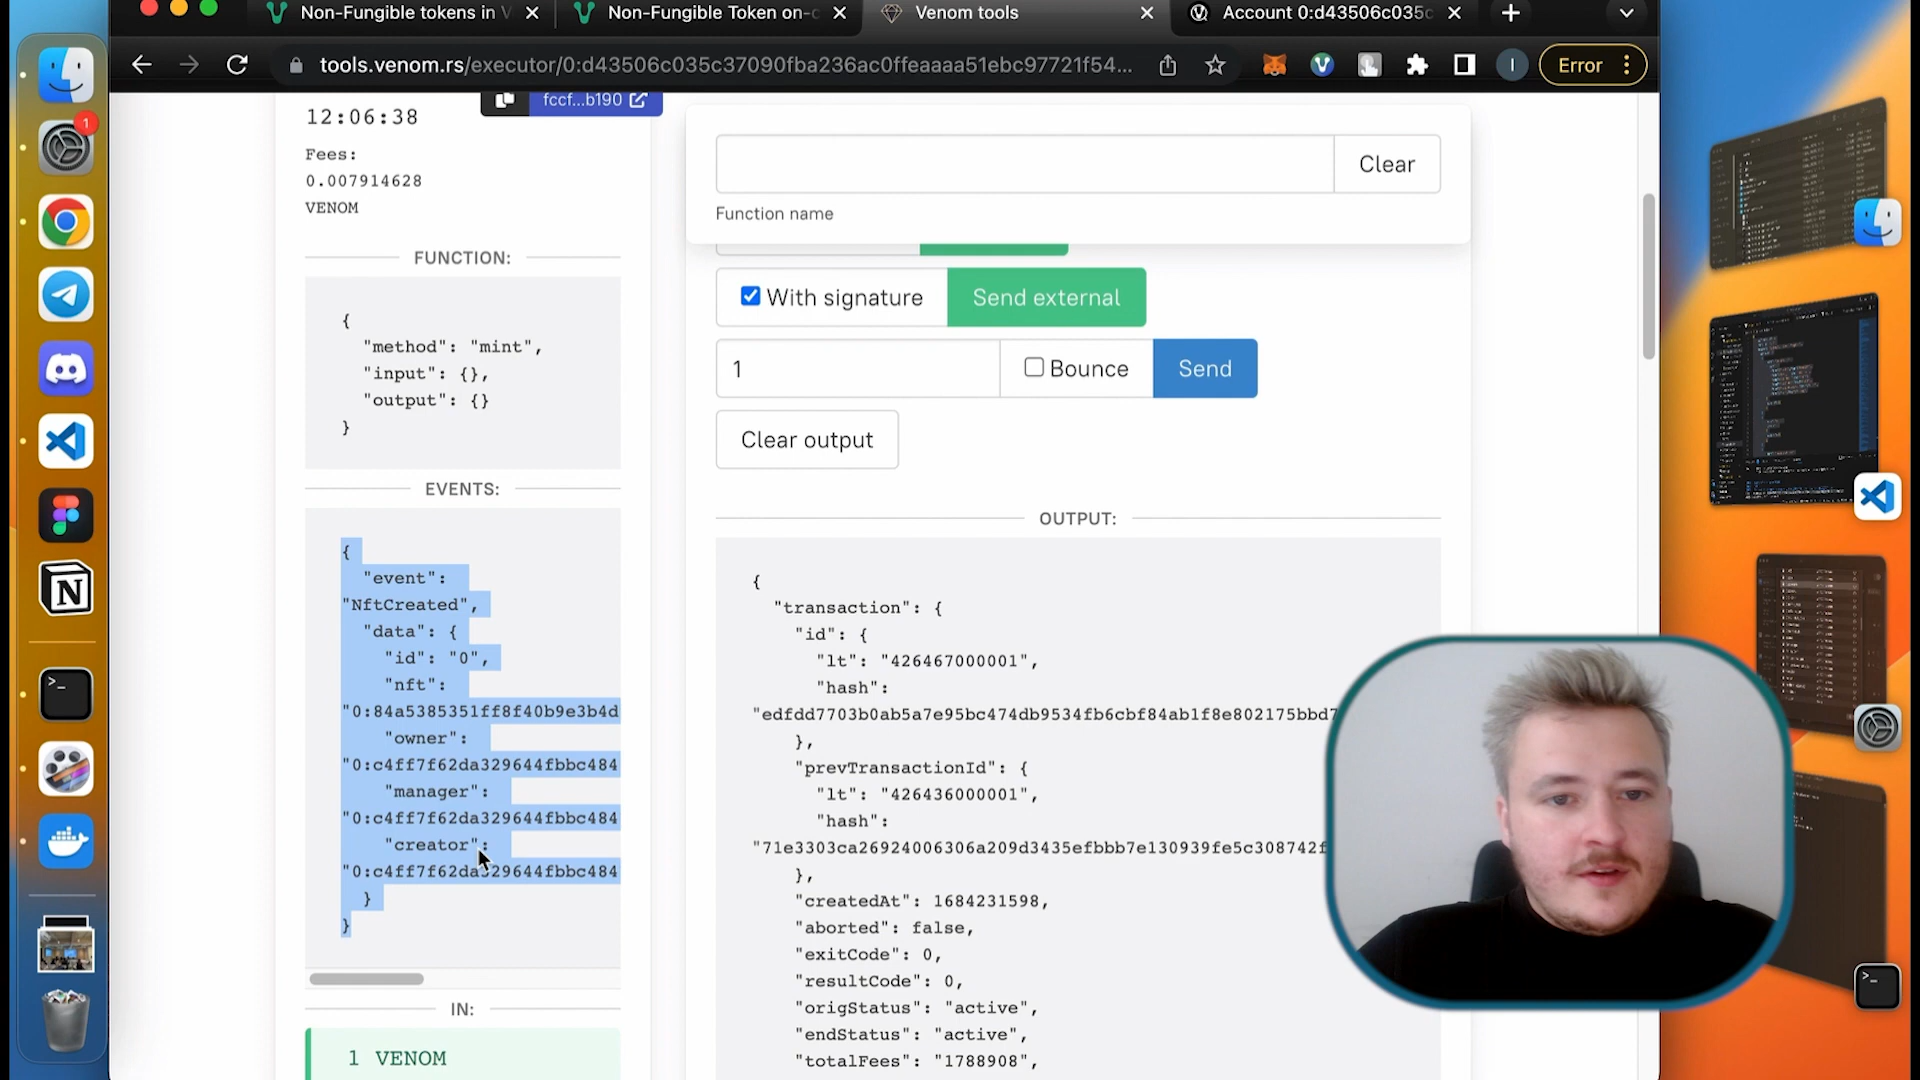 Non-Fungible tokens in V
Non-Fungible Token on-c
Venom tools
Account 0:d43506c035c
tools.venom.rs/executor/0:d43506c035c37090fba236ac0ffeaaaa51ebc97721f54...
I
Error
1
12:06:38
fccf...b190
Fees:
0.007914628
VENOM
FUNCTION:
{
"method": "mint",
"input": {},
"output": {}
}
EVENTS:
{
"event":
"NftCreated",
"data": {
"id": "0",
"nft":
"0:84a5385351ff8f40b9e3b4d
"owner":
"0:c4ff7f62da329644fbbc484
"manager":
"0:c4ff7f62da329644fbbc484
"creator":
"0:c4ff7f62da329644fbbc484
}
}
IN:
1 VENOM
Clear
Function name
With signature
Send external
1
Bounce
Send
Clear output
OUTPUT:
{
"transaction": {
"id": {
"lt": "426467000001",
"hash":
"edfdd7703b0ab5a7e95bc474db9534fb6cbf84ab1f8e802175bbd7
},
"prevTransactionId": {
"lt": "426436000001",
"hash":
"71e3303ca26924006306a209d3435efbbb7e130939fe5c308742f
},
"createdAt": 1684231598,
"aborted": false,
"exitCode": 0,
"resultCode": 0,
"origStatus": "active",
"endStatus": "active",
"totalFees": "1788908",